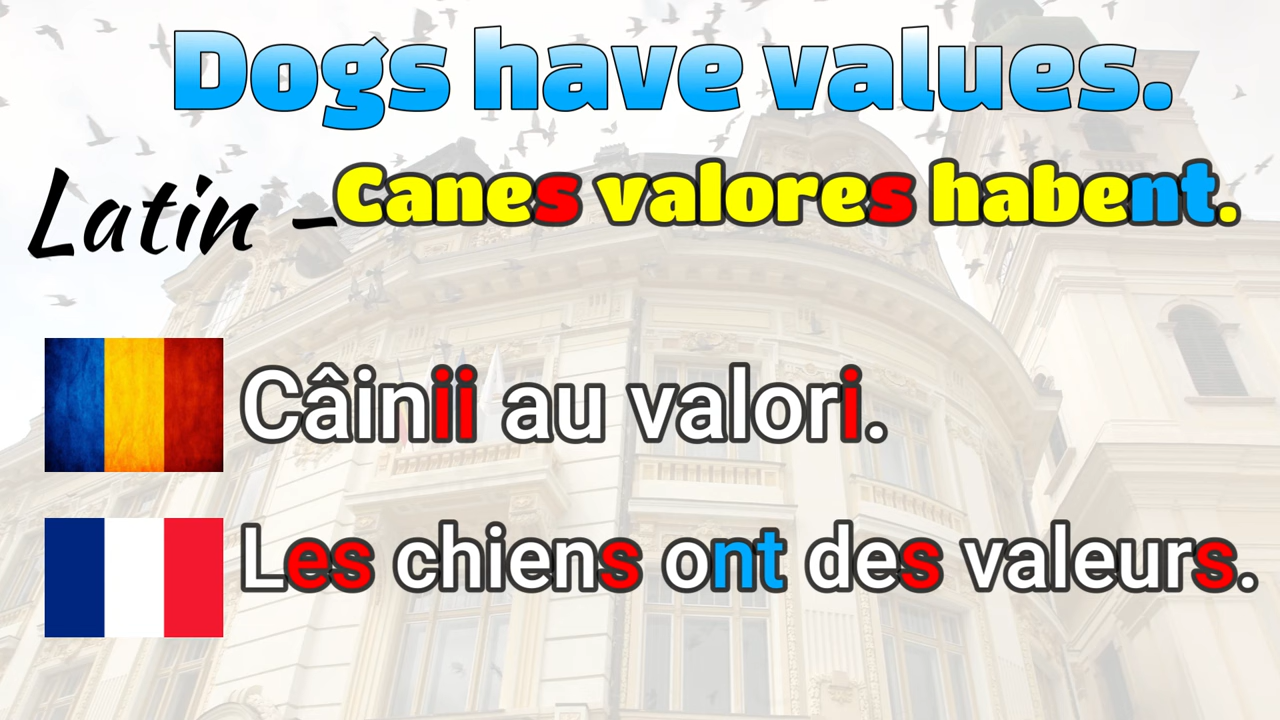 Dogs have values.
Latin – Canes valores habent.
Câinii au valori.
Les chiens ont des valeurs.